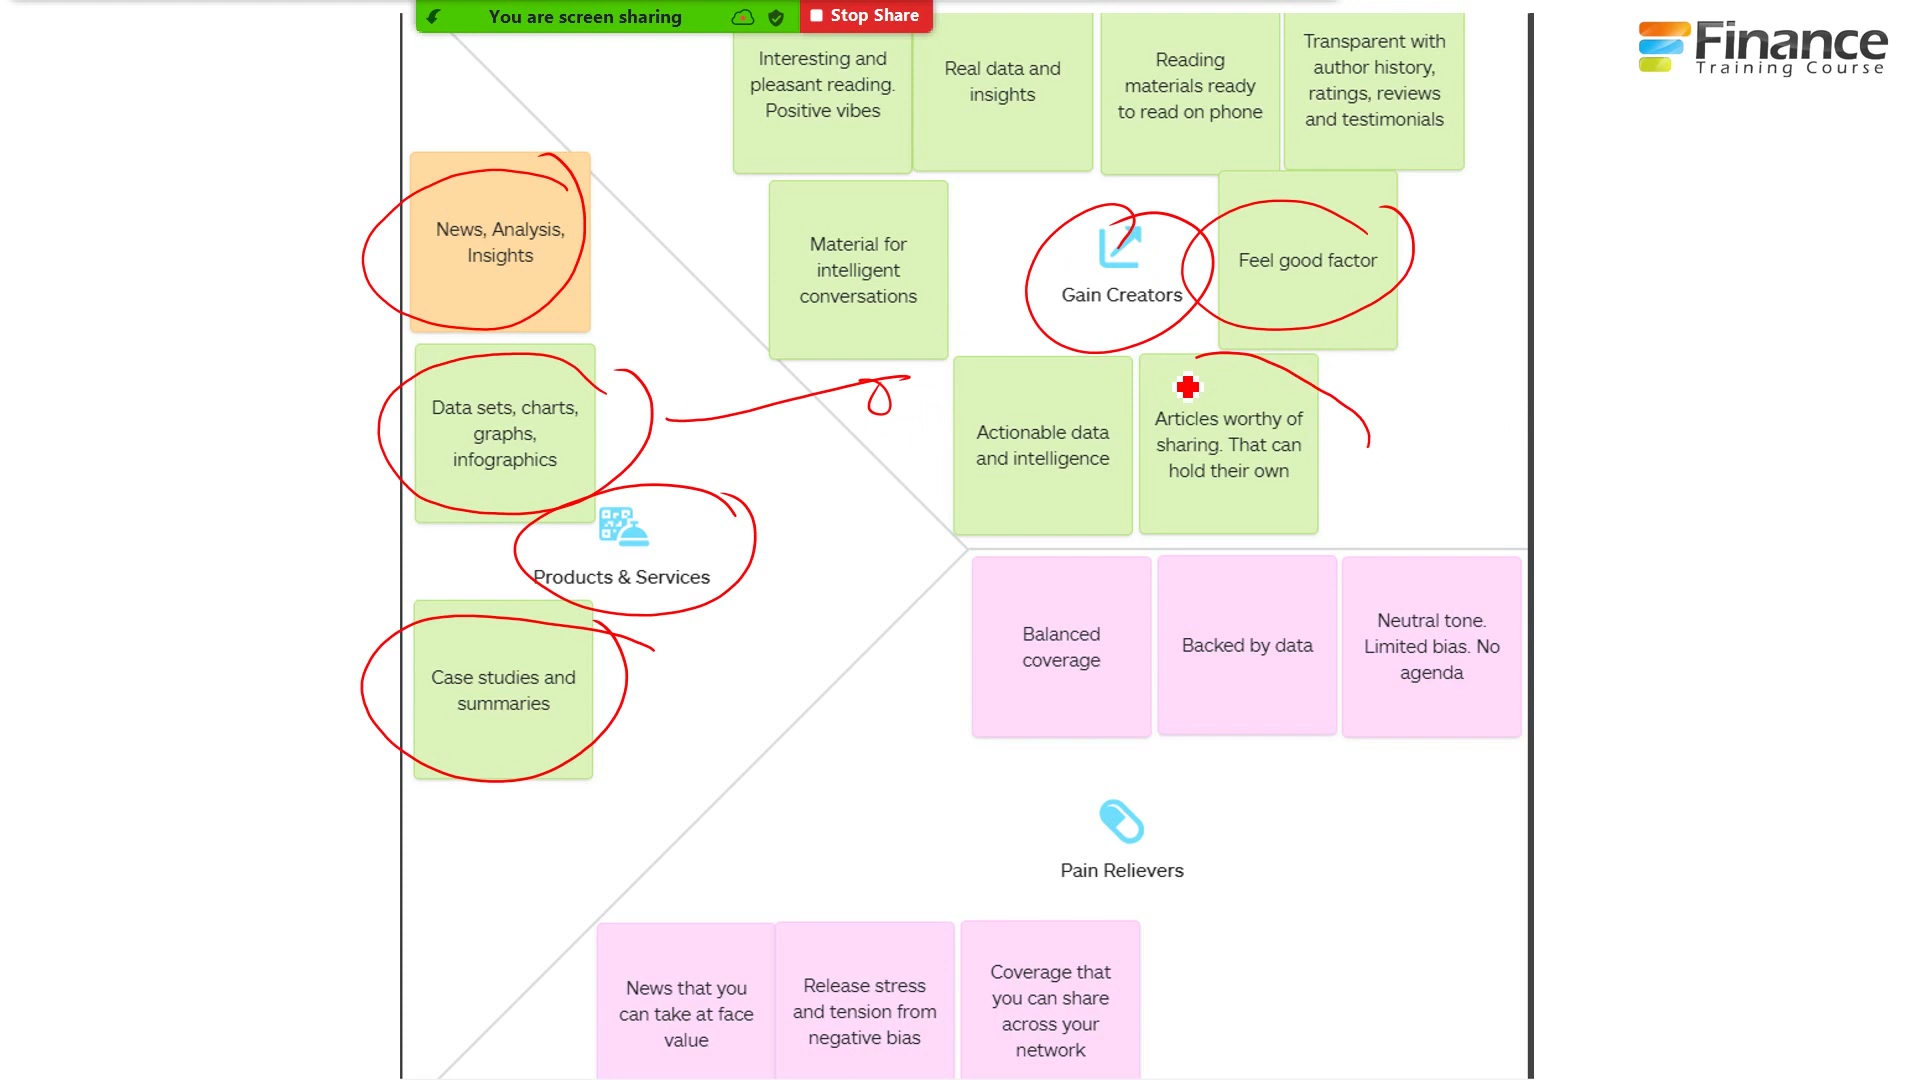 You are screen sharing
Stop Share
Finance
Training Course
Interesting and
pleasant reading.
Positive vibes
Real data and
insights
Reading
materials ready
to read on phone
Transparent with
author history,
ratings, reviews
and testimonials
News, Analysis,
Insights
Material for
intelligent
conversations
Gain Creators
Feel good factor
Data sets, charts,
graphs,
infographics
Actionable data
and intelligence
Articles worthy of
sharing. That can
hold their own
Products & Services
Case studies and
summaries
Balanced
coverage
Backed by data
Neutral tone.
Limited bias. No
agenda
Pain Relievers
News that you
can take at face
value
Release stress
and tension from
negative bias
Coverage that
you can share
across your
network